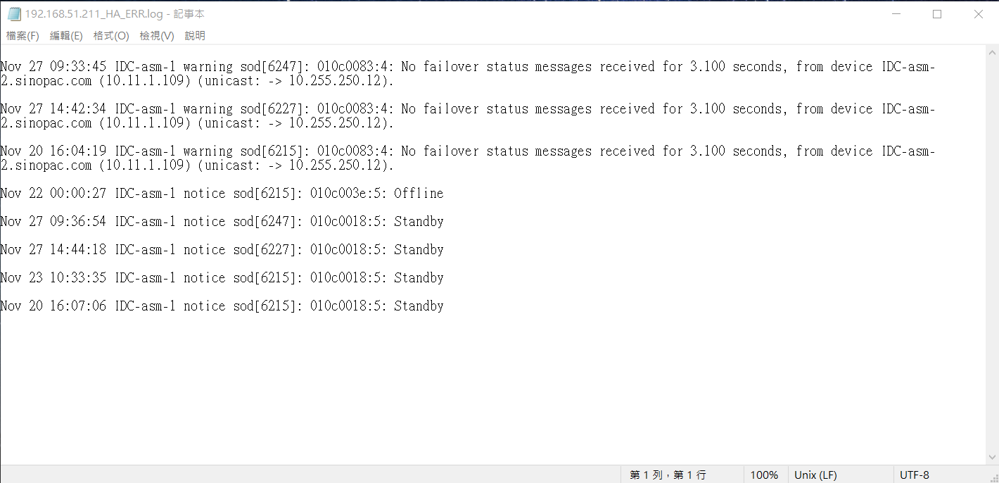 192.168.51.211_HA_ERR.log - 記事本
檔案(F) 編輯(E) 格式(O) 檢視(V) 說明
Nov 27 09:33:45 IDC-asm-1 warning sod[6247]: 010c0083:4: No failover status messages received for 3.100 seconds, from device IDC-asm-
2.sinopac.com (10.11.1.109) (unicast: -> 10.255.250.12).
Nov 27 14:42:34 IDC-asm-1 warning sod[6227]: 010c0083:4: No failover status messages received for 3.100 seconds, from device IDC-asm-
2.sinopac.com (10.11.1.109) (unicast: -> 10.255.250.12).
Nov 20 16:04:19 IDC-asm-1 warning sod[6215]: 010c0083:4: No failover status messages received for 3.100 seconds, from device IDC-asm-
2.sinopac.com (10.11.1.109) (unicast: -> 10.255.250.12).
Nov 22 00:00:27 IDC-asm-1 notice sod[6215]: 010c003e:5: Offline
Nov 27 09:36:54 IDC-asm-1 notice sod[6247]: 010c0018:5: Standby
Nov 27 14:44:18 IDC-asm-1 notice sod[6227]: 010c0018:5: Standby
Nov 23 10:33:35 IDC-asm-1 notice sod[6215]: 010c0018:5: Standby
Nov 20 16:07:06 IDC-asm-1 notice sod[6215]: 010c0018:5: Standby
第 1 列，第 1 行 100% Unix (LF) UTF-8